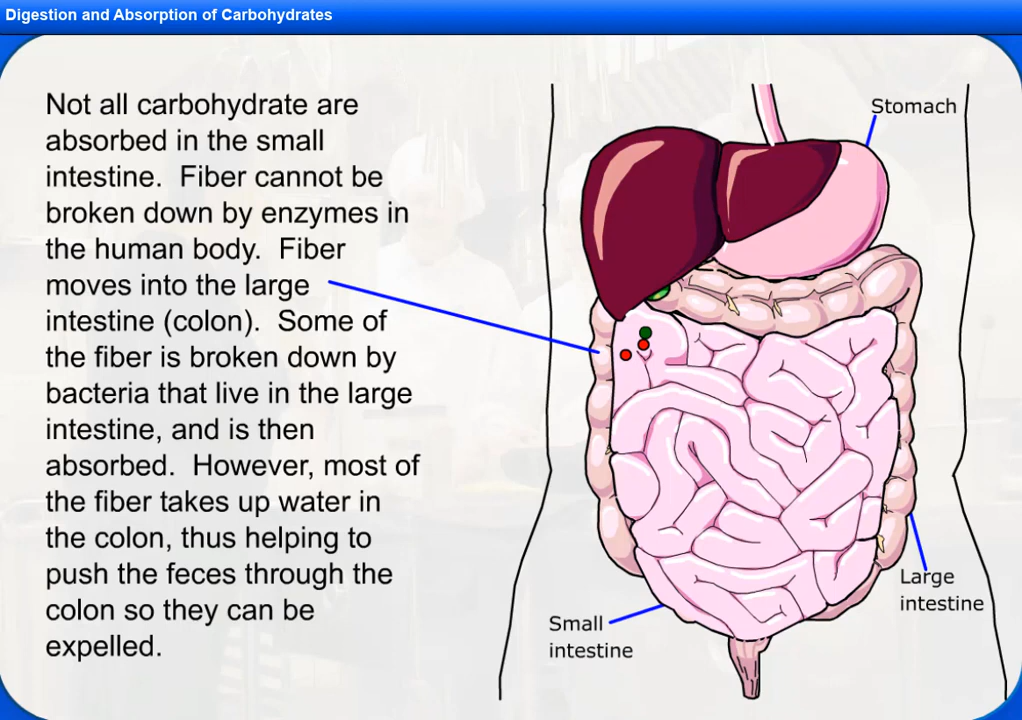 Digestion and Absorption of Carbohydrates
Not all carbohydrate are
absorbed in the small
intestine.  Fiber cannot be
broken down by enzymes in
the human body.  Fiber
moves into the large
intestine (colon).  Some of
the fiber is broken down by
bacteria that live in the large
intestine, and is then
absorbed.  However, most of
the fiber takes up water in
the colon, thus helping to
push the feces through the
colon so they can be
expelled.
Stomach
Large
intestine
Small
intestine